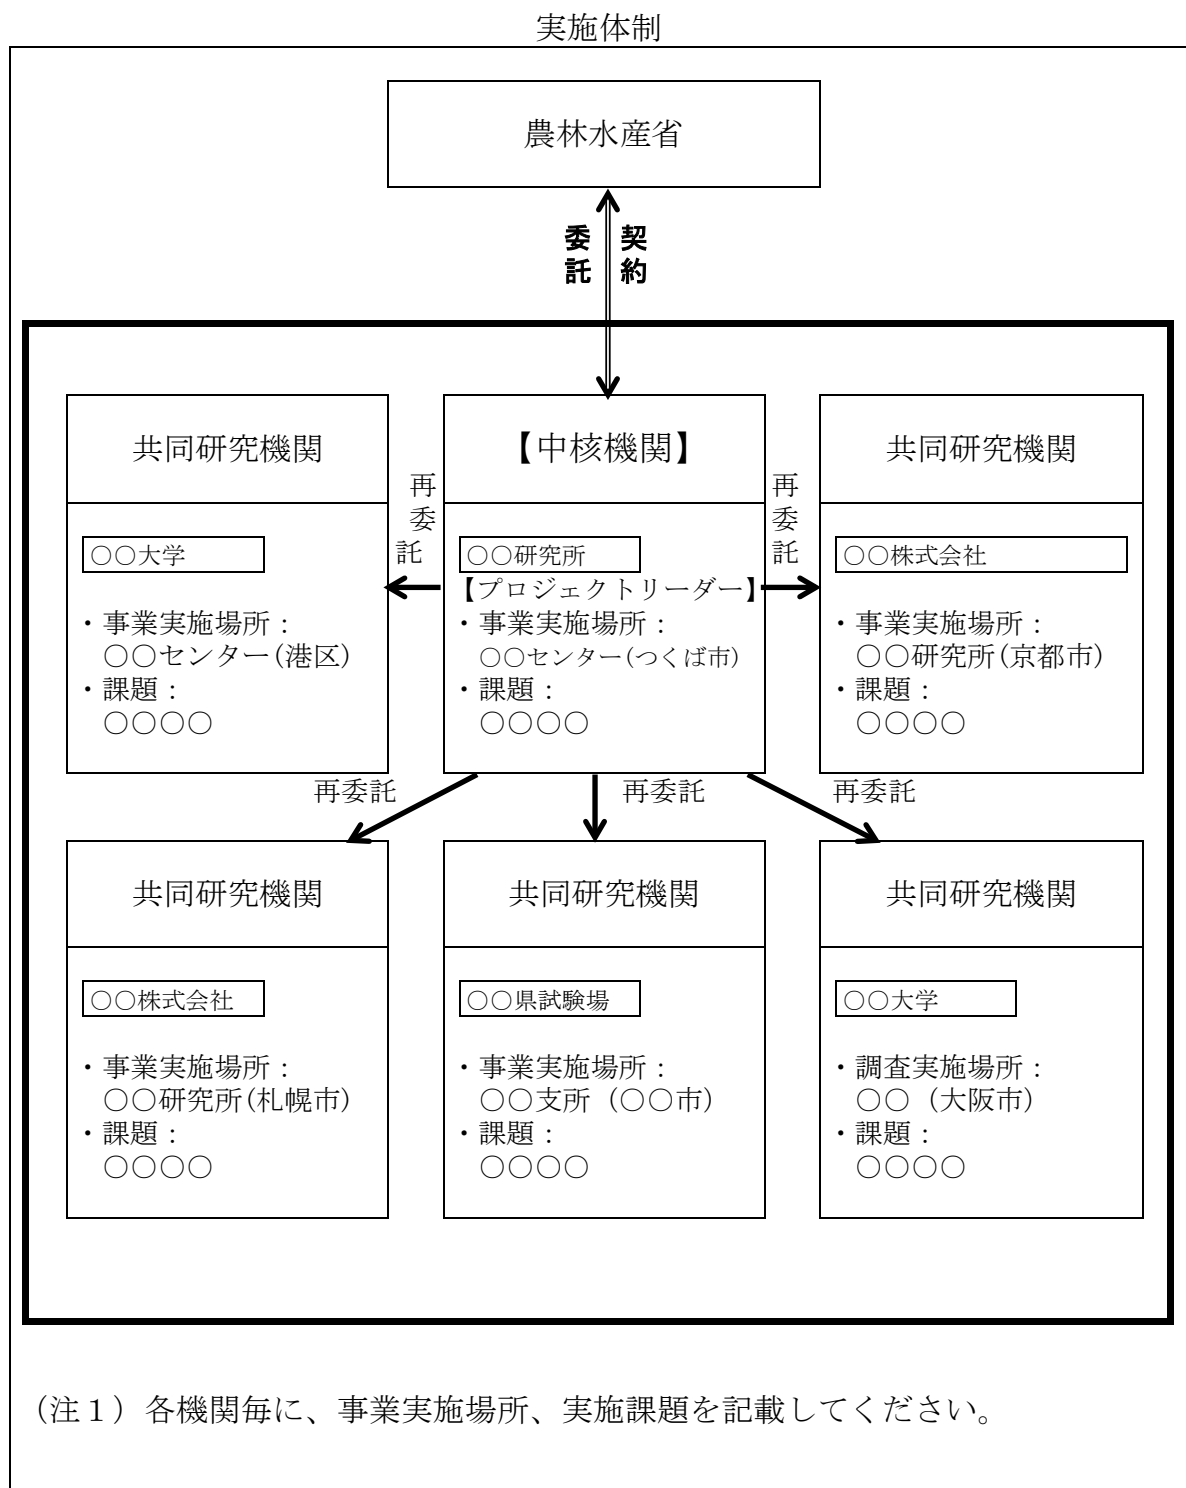 実施体制
農林水産省
委託
契約
共同研究機関
再委託
【中核機関】
再委託
共同研究機関
○○大学
・事業実施場所：
○○センター(港区)
・課題：
○○○○
○○研究所
【プロジェクトリーダー】
・事業実施場所：
○○センター(つくば市)
・課題：
○○○○
○○株式会社
・事業実施場所：
○○研究所(京都市)
・課題：
○○○○
再委託
再委託
再委託
共同研究機関
共同研究機関
共同研究機関
○○株式会社
・事業実施場所：
○○研究所(札幌市)
・課題：
○○○○
○○県試験場
・事業実施場所：
○○支所（○○市）
・課題：
○○○○
○○大学
・調査実施場所：
○○（大阪市）
・課題：
○○○○
（注１）各機関毎に、事業実施場所、実施課題を記載してください。